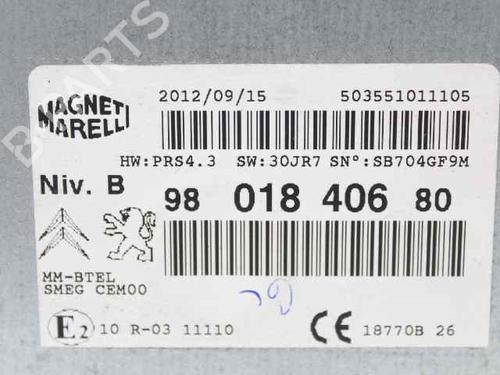 MAGNETI MARELLI
2012/09/15 503551011105
HW:PRS4.3 SW:30JR7 SN°:SB704GF9M
Niv. B 98 018 406 80
MM-BTEL
SMEG CEM00
E2 10 R-03 11110 CE 18770B 26